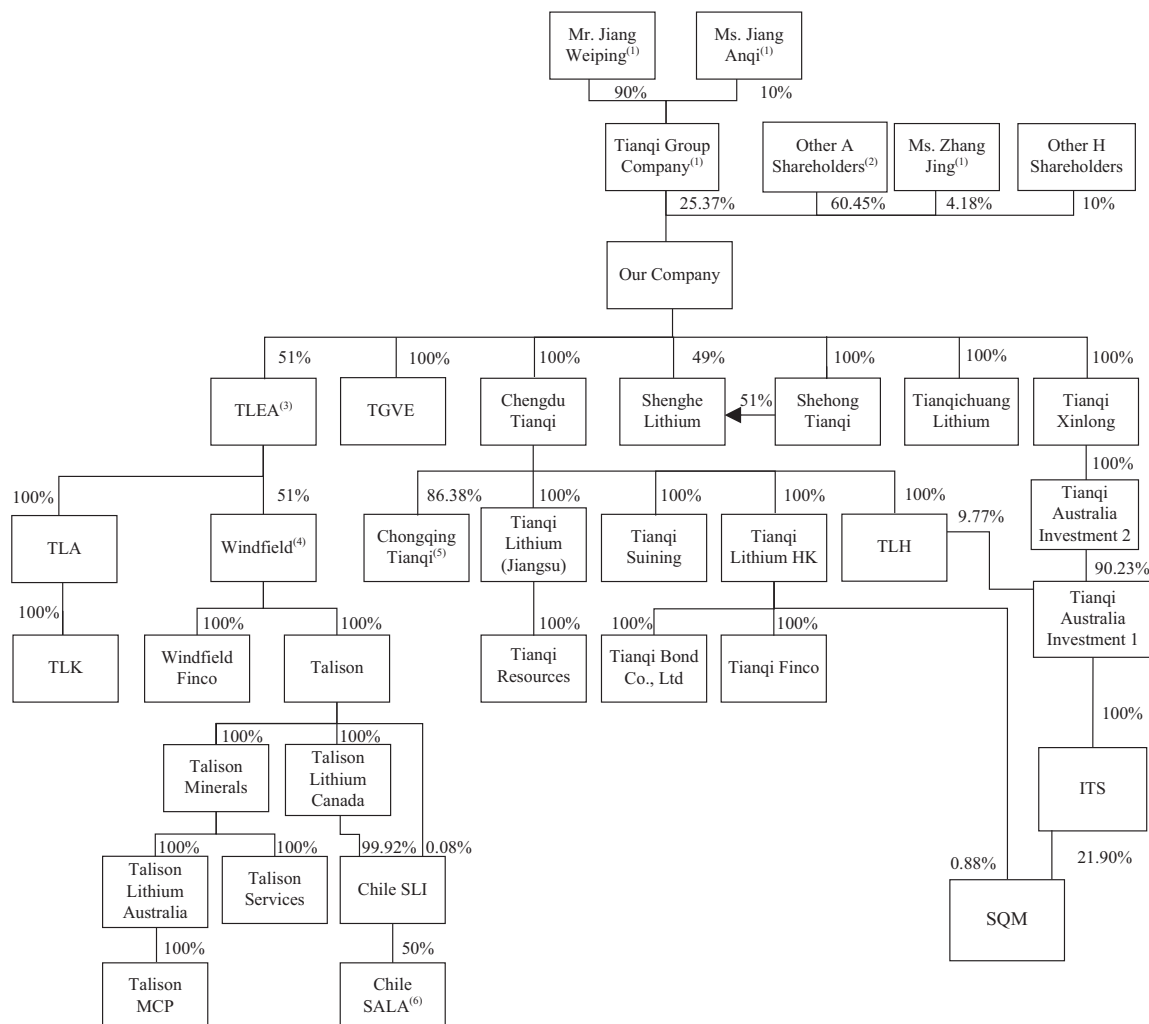 Mr. Jiang
Weiping(1)
Ms. Jiang
Anqi(1)
90%
10%
Tianqi Group
Company(1)
Other A
Shareholders(2)
Ms. Zhang
Jing(1)
Other H
Shareholders
25.37%
60.45%
4.18%
10%
Our Company
51%
100%
100%
49%
100%
100%
100%
TLEA(3)
TGVE
Chengdu
Tianqi
Shenghe
Lithium
51%
Shehong
Tianqi
Tianqichuang
Lithium
Tianqi
Xinlong
100%
51%
86.38%
100%
100%
100%
100%
100%
TLA
Windfield(4)
Chongqing
Tianqi(5)
Tianqi
Lithium
(Jiangsu)
Tianqi
Suining
Tianqi
Lithium HK
TLH
9.77%
Tianqi
Australia
Investment 2
90.23%
100%
100%
100%
100%
100%
100%
TLK
Windfield
Finco
Talison
Tianqi
Resources
Tianqi Bond
Co., Ltd
Tianqi Finco
Tianqi
Australia
Investment 1
100%
100%
100%
Talison
Minerals
Talison
Lithium
Canada
ITS
100%
100%
99.92%
0.08%
0.88%
21.90%
Talison
Lithium
Australia
Talison
Services
Chile SLI
SQM
100%
50%
Talison
MCP
Chile
SALA(6)